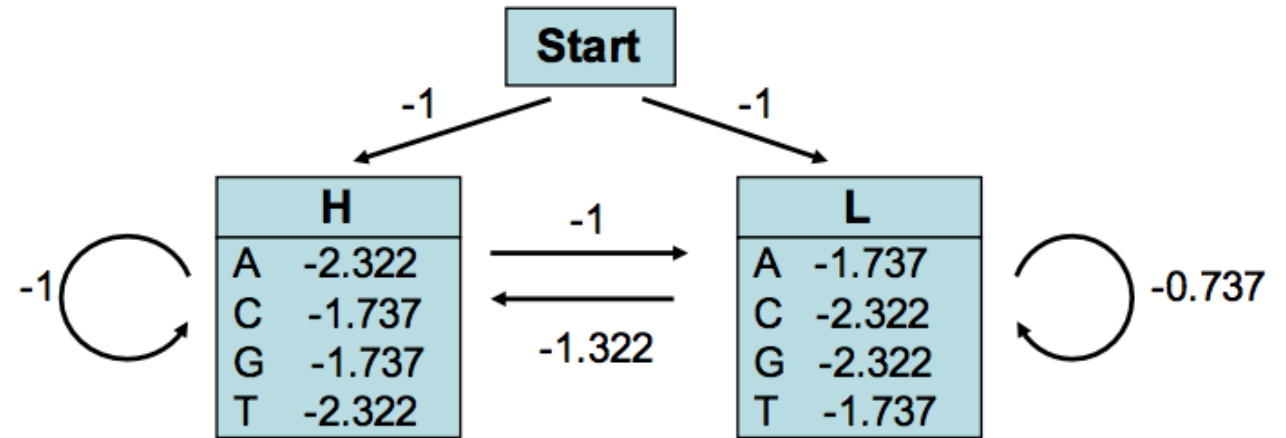 Start
-1 -1
H
A -2.322
C -1.737
G -1.737
T -2.322
L
A -1.737
C -2.322
G -2.322
T -1.737
-1
-1
-1.322
-0.737